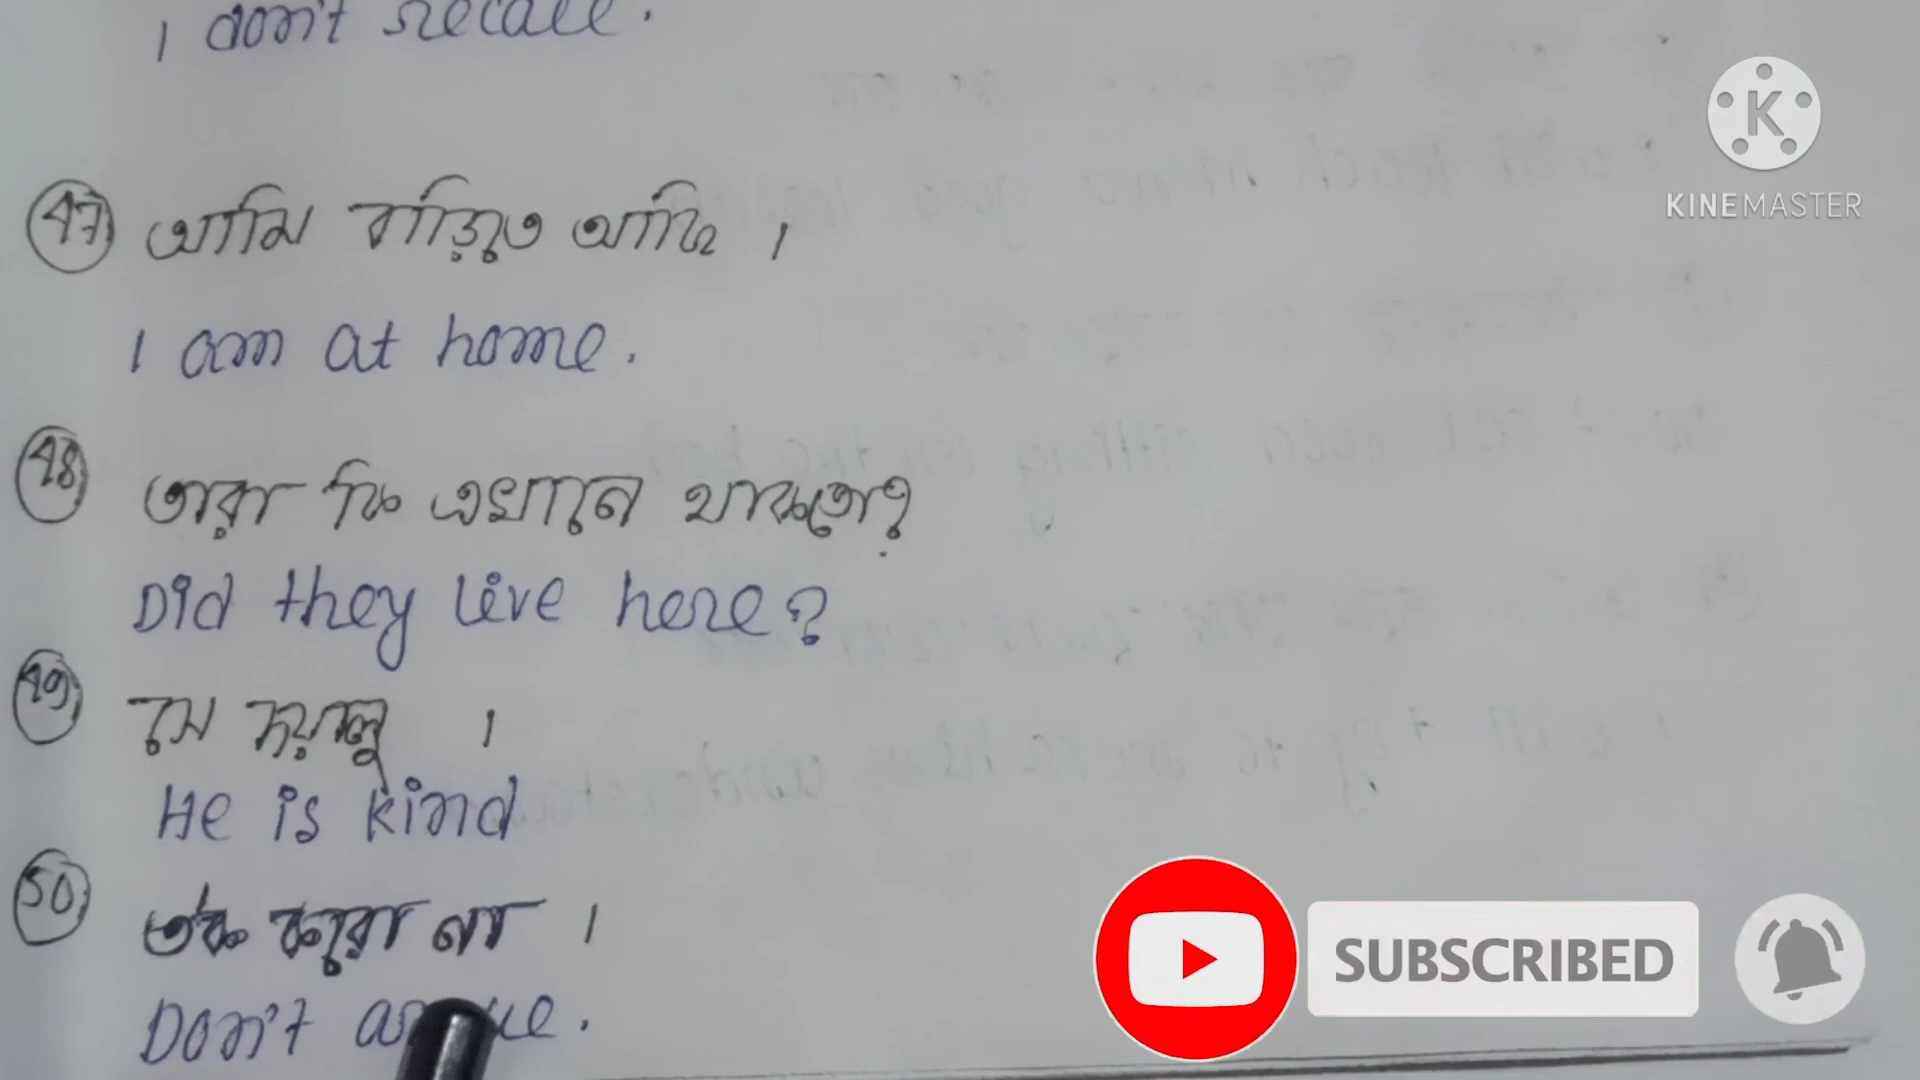 I don't recall.
47 আমি বাড়িতে আছি ।
I am at home.
48 তারা কি এখানে থাকতো?
Did they live here?
49 সে দয়ালু ।
He is kind
50 তর্ক করো না ।
Don't
K
KINEMASTER
SUBSCRIBED